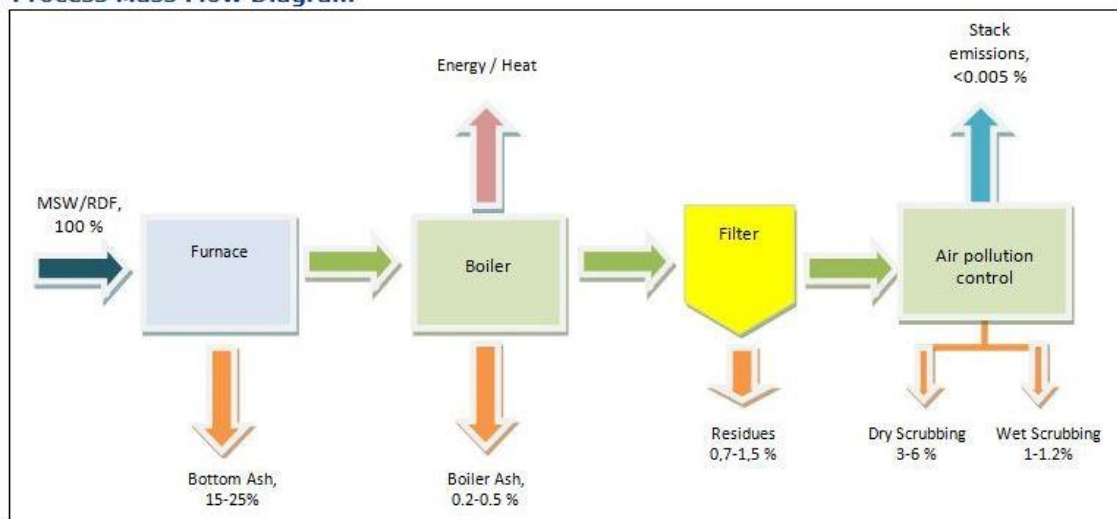 Process Mass Flow Diagram
Stack
emissions,
<0.005 %
Energy / Heat
MSW/RDF,
100 %
Furnace
Boiler
Filter
Air pollution
control
Bottom Ash,
15-25%
Boiler Ash,
0.2-0.5 %
Residues
0,7-1,5 %
Dry Scrubbing
3-6 %
Wet Scrubbing
1-1.2%